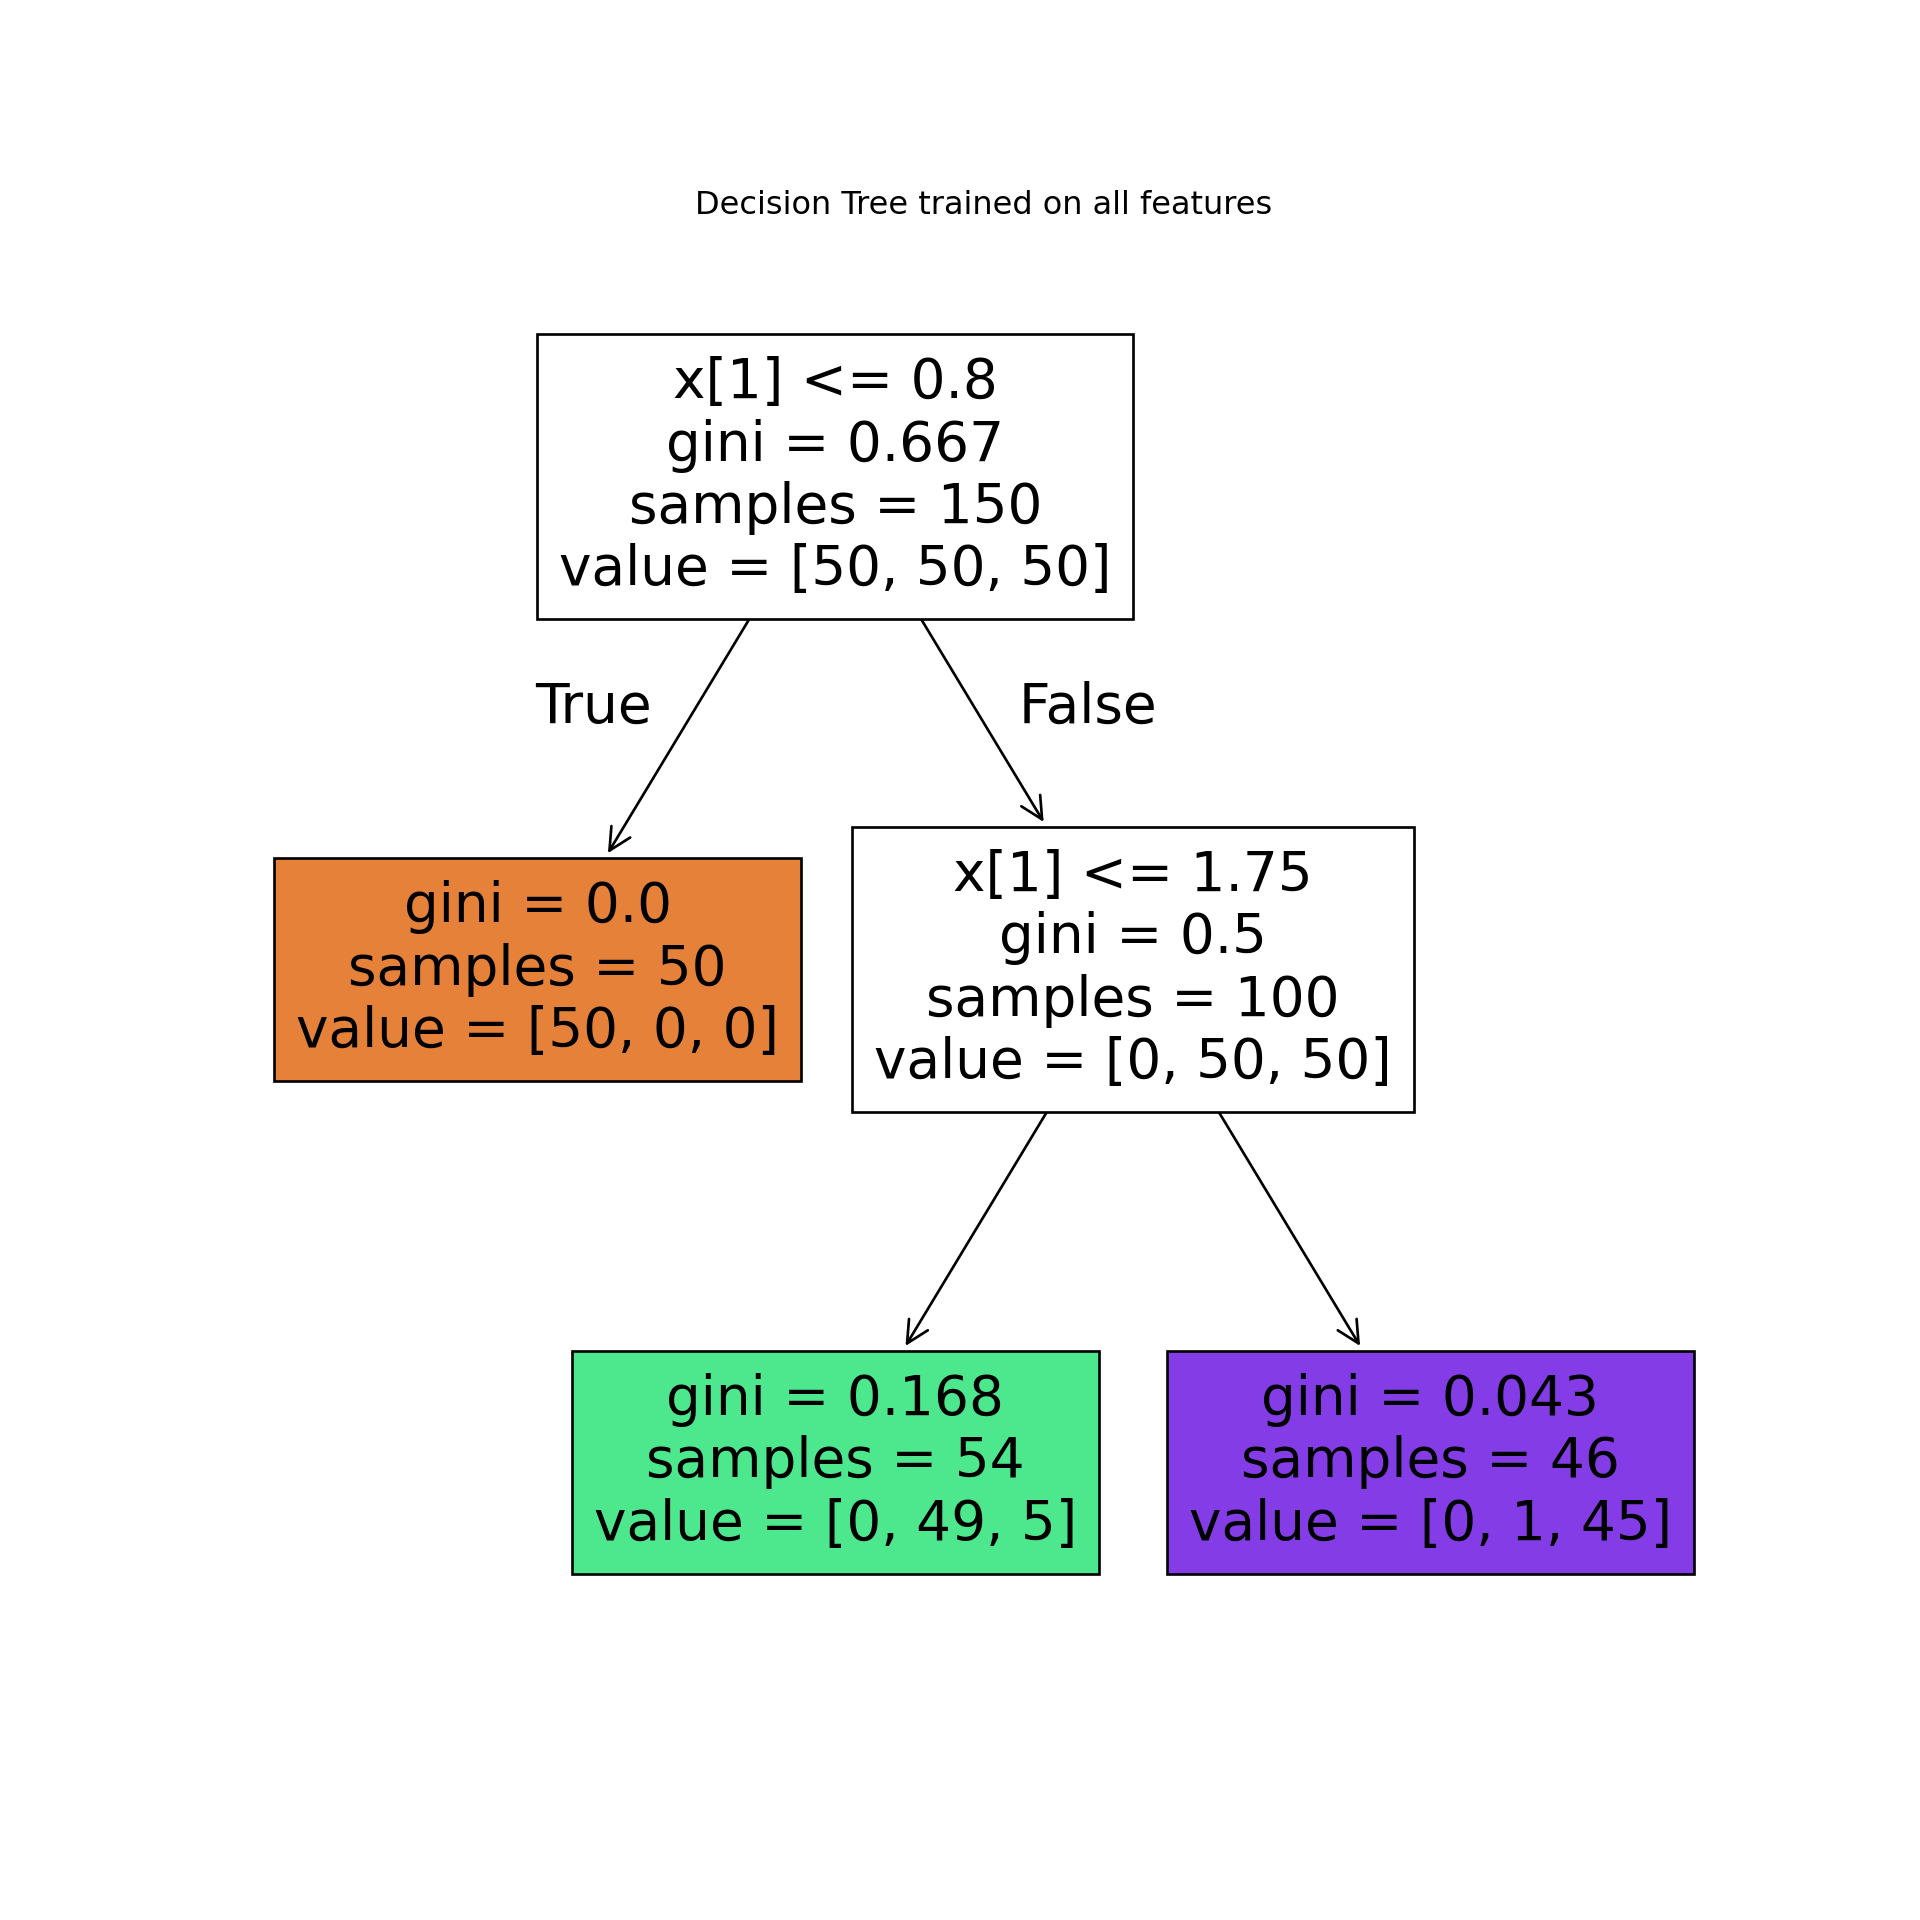 Decision Tree trained on all features
x[1] <= 0.8
gini = 0.667
samples = 150
value = [50, 50, 50]
True
False
gini = 0.0
samples = 50
value = [50, 0, 0]
x[1] <= 1.75
gini = 0.5
samples = 100
value = [0, 50, 50]
gini = 0.168
samples = 54
value = [0, 49, 5]
gini = 0.043
samples = 46
value = [0, 1, 45]